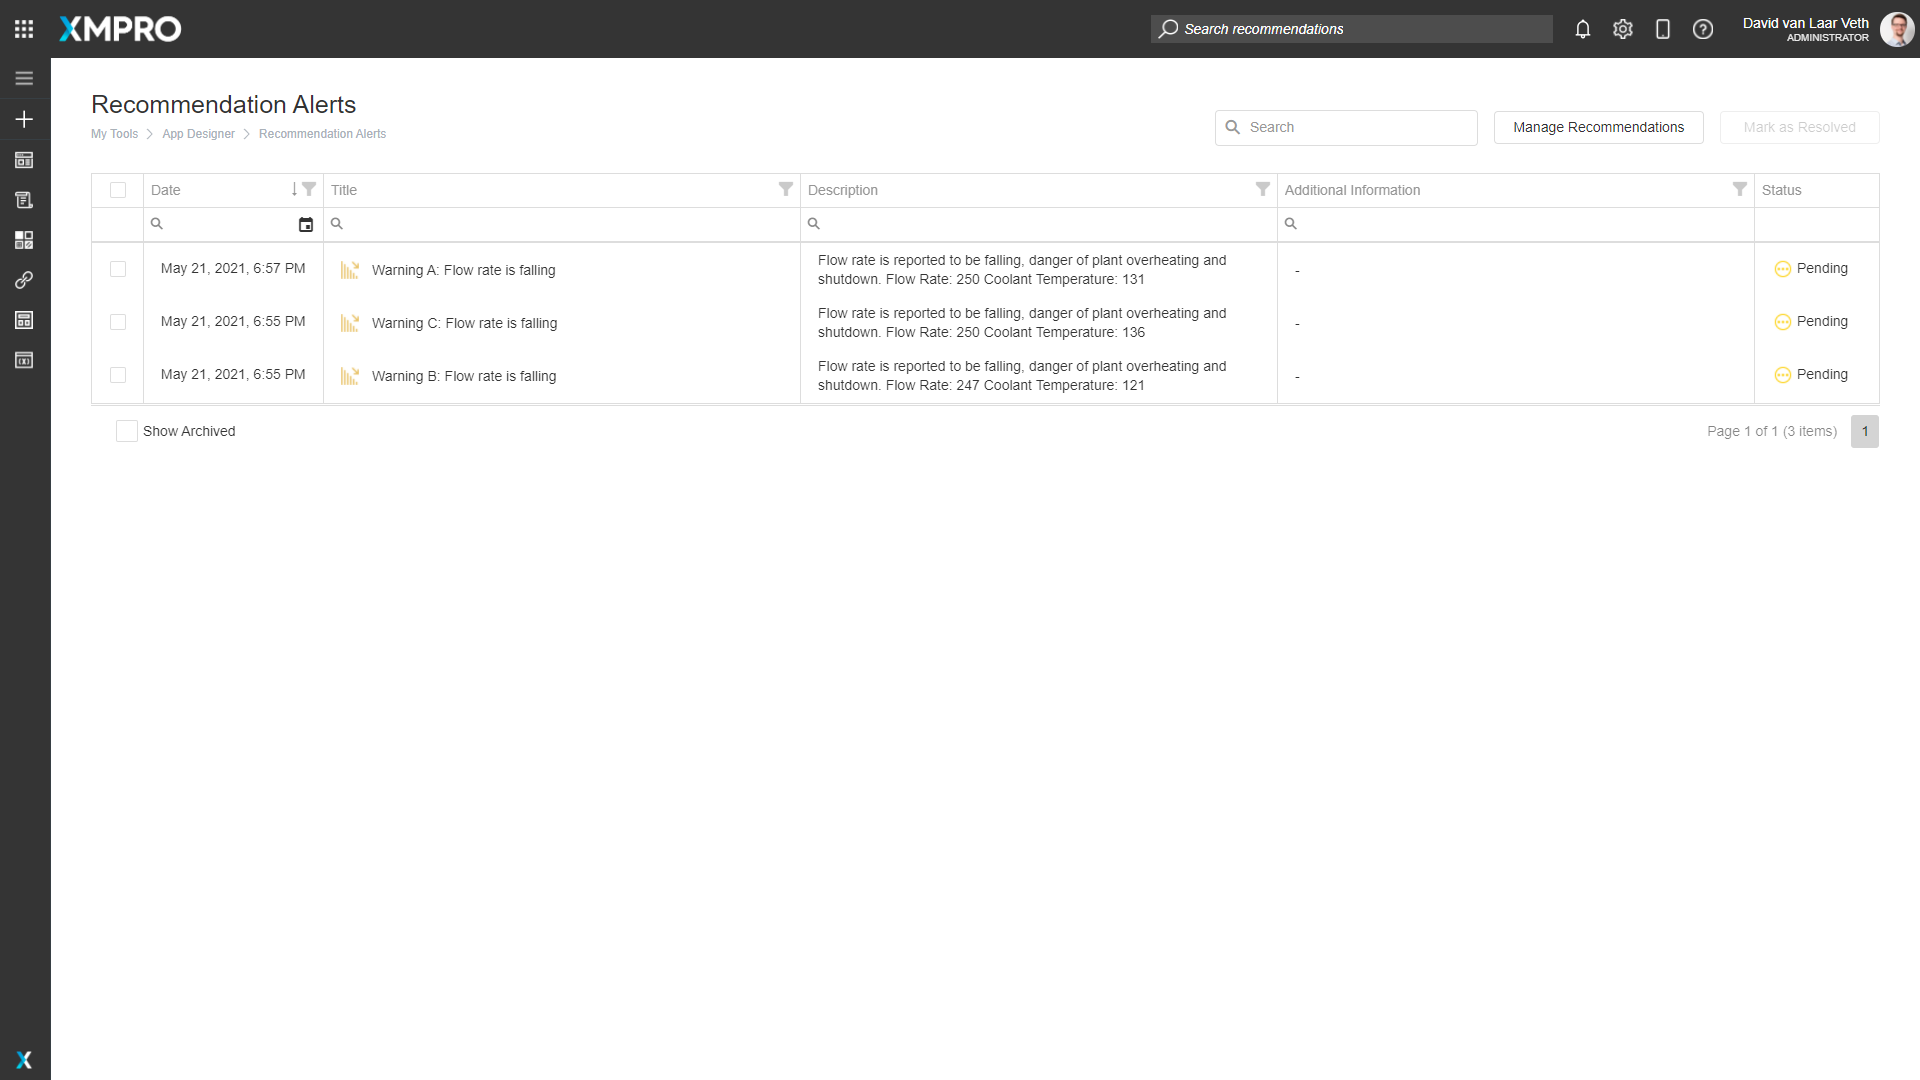 XMPRO
Search recommendations
David van Laar Veth
ADMINISTRATOR
Recommendation Alerts
My Tools > App Designer > Recommendation Alerts
Search
Manage Recommendations
Mark as Resolved
Date
Title
Description
Additional Information
Status
May 21, 2021, 6:57 PM
Warning A: Flow rate is falling
Flow rate is reported to be falling, danger of plant overheating and
shutdown. Flow Rate: 250 Coolant Temperature: 131
-
Pending
May 21, 2021, 6:55 PM
Warning C: Flow rate is falling
Flow rate is reported to be falling, danger of plant overheating and
shutdown. Flow Rate: 250 Coolant Temperature: 136
-
Pending
May 21, 2021, 6:55 PM
Warning B: Flow rate is falling
Flow rate is reported to be falling, danger of plant overheating and
shutdown. Flow Rate: 247 Coolant Temperature: 121
-
Pending
Show Archived
Page 1 of 1 (3 items)
1